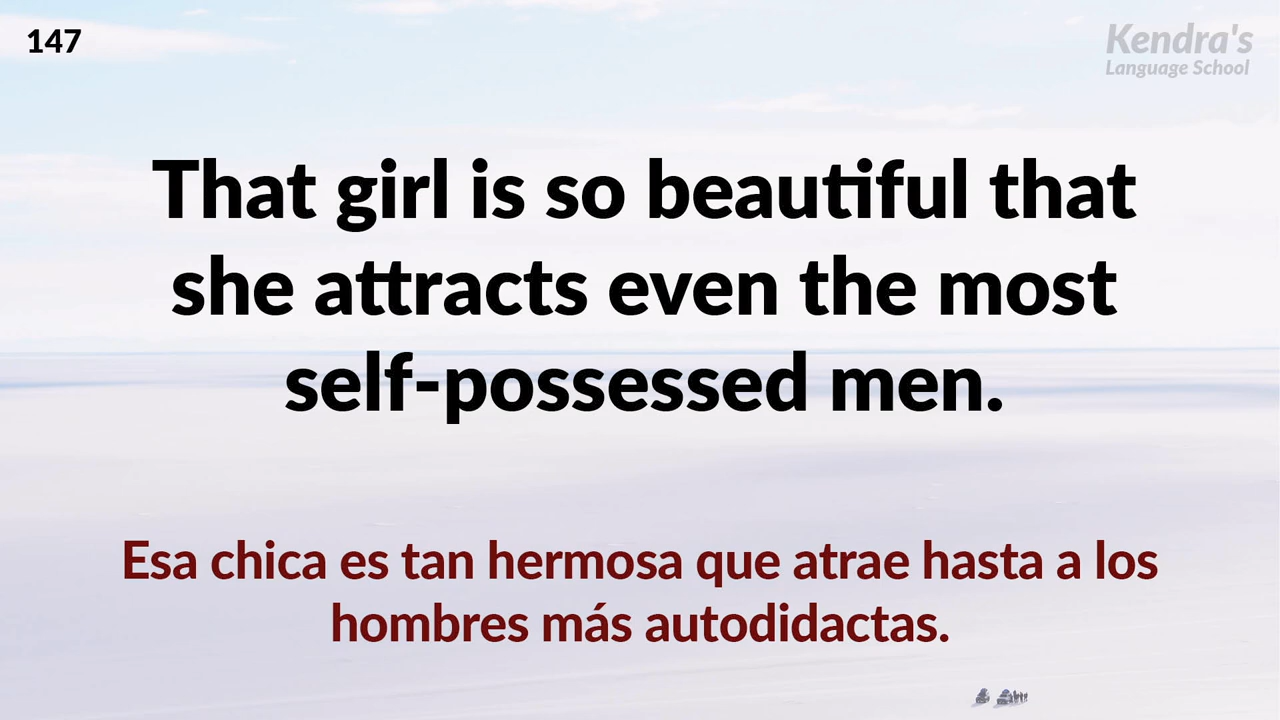 147
Kendra's
Language School
That girl is so beautiful that
she attracts even the most
self-possessed men.
Esa chica es tan hermosa que atrae hasta a los
hombres más autodidactas.